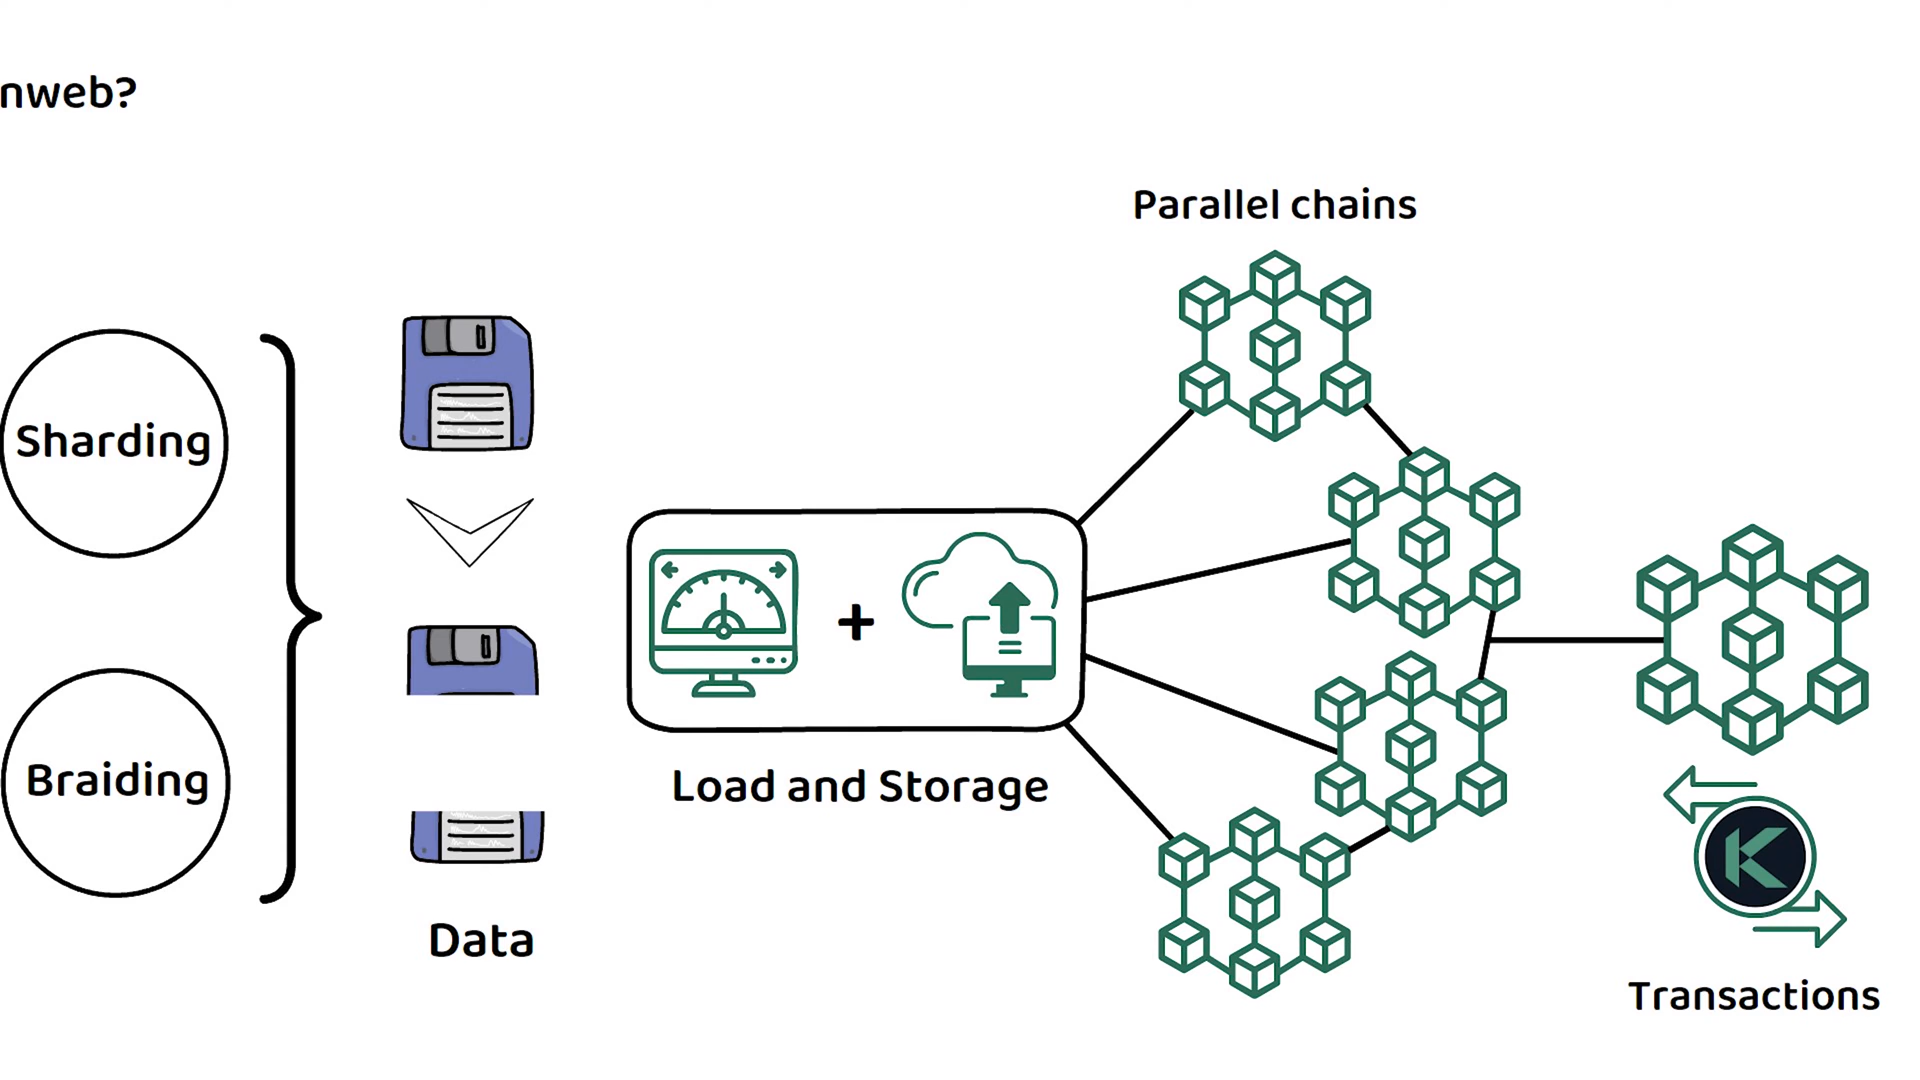 nweb?
Parallel chains
Sharding
Braiding
Load and Storage
Data
Transactions